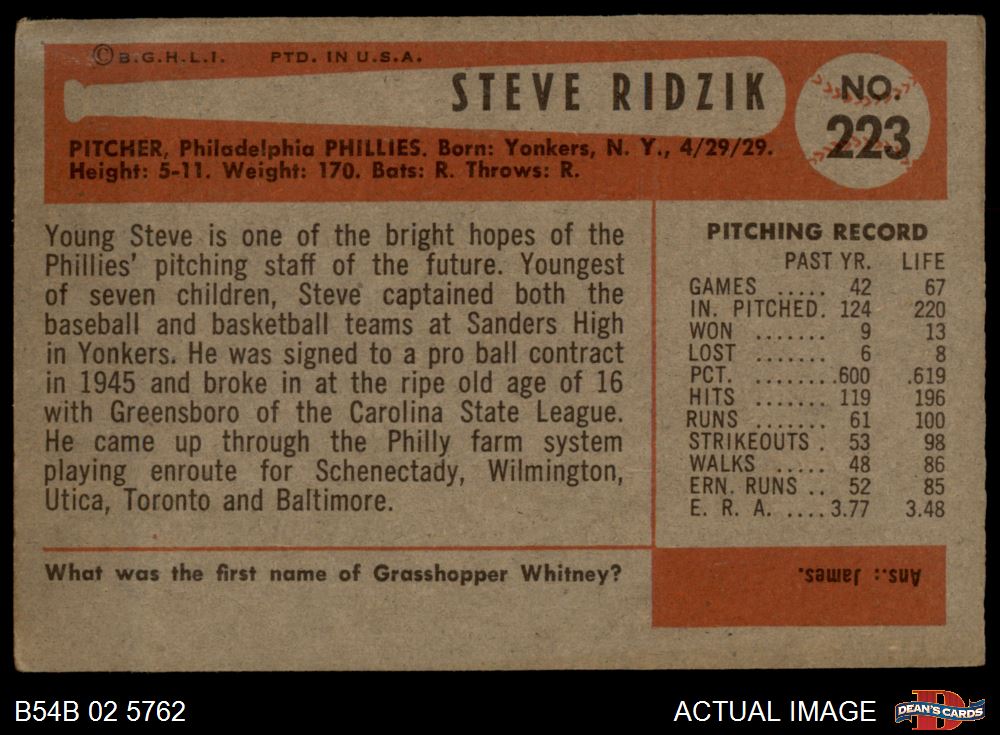 © B.G.H.L.I. PTD. IN U.S.A.
STEVE RIDZIK
NO.
223
PITCHER, Philadelphia PHILLIES. Born: Yonkers, N. Y., 4/29/29.
Height: 5-11. Weight: 170. Bats: R. Throws: R.
Young Steve is one of the bright hopes of the
Phillies' pitching staff of the future. Youngest
of seven children, Steve captained both the
baseball and basketball teams at Sanders High
in Yonkers. He was signed to a pro ball contract
in 1945 and broke in at the ripe old age of 16
with Greensboro of the Carolina State League.
He came up through the Philly farm system
playing enroute for Schenectady, Wilmington,
Utica, Toronto and Baltimore.
PITCHING RECORD
PAST YR. LIFE
GAMES ..... 42 67
IN. PITCHED. 124 220
WON ....... 9 13
LOST ....... 6 8
PCT. ........ .600 .619
HITS ....... 119 196
RUNS ....... 61 100
STRIKEOUTS . 53 98
WALKS ..... 48 86
ERN. RUNS .. 52 85
E. R. A. .... 3.77 3.48
What was the first name of Grasshopper Whitney?
Ans.: James.
B54B 02 5762
ACTUAL IMAGE
DEAN'S CARDS